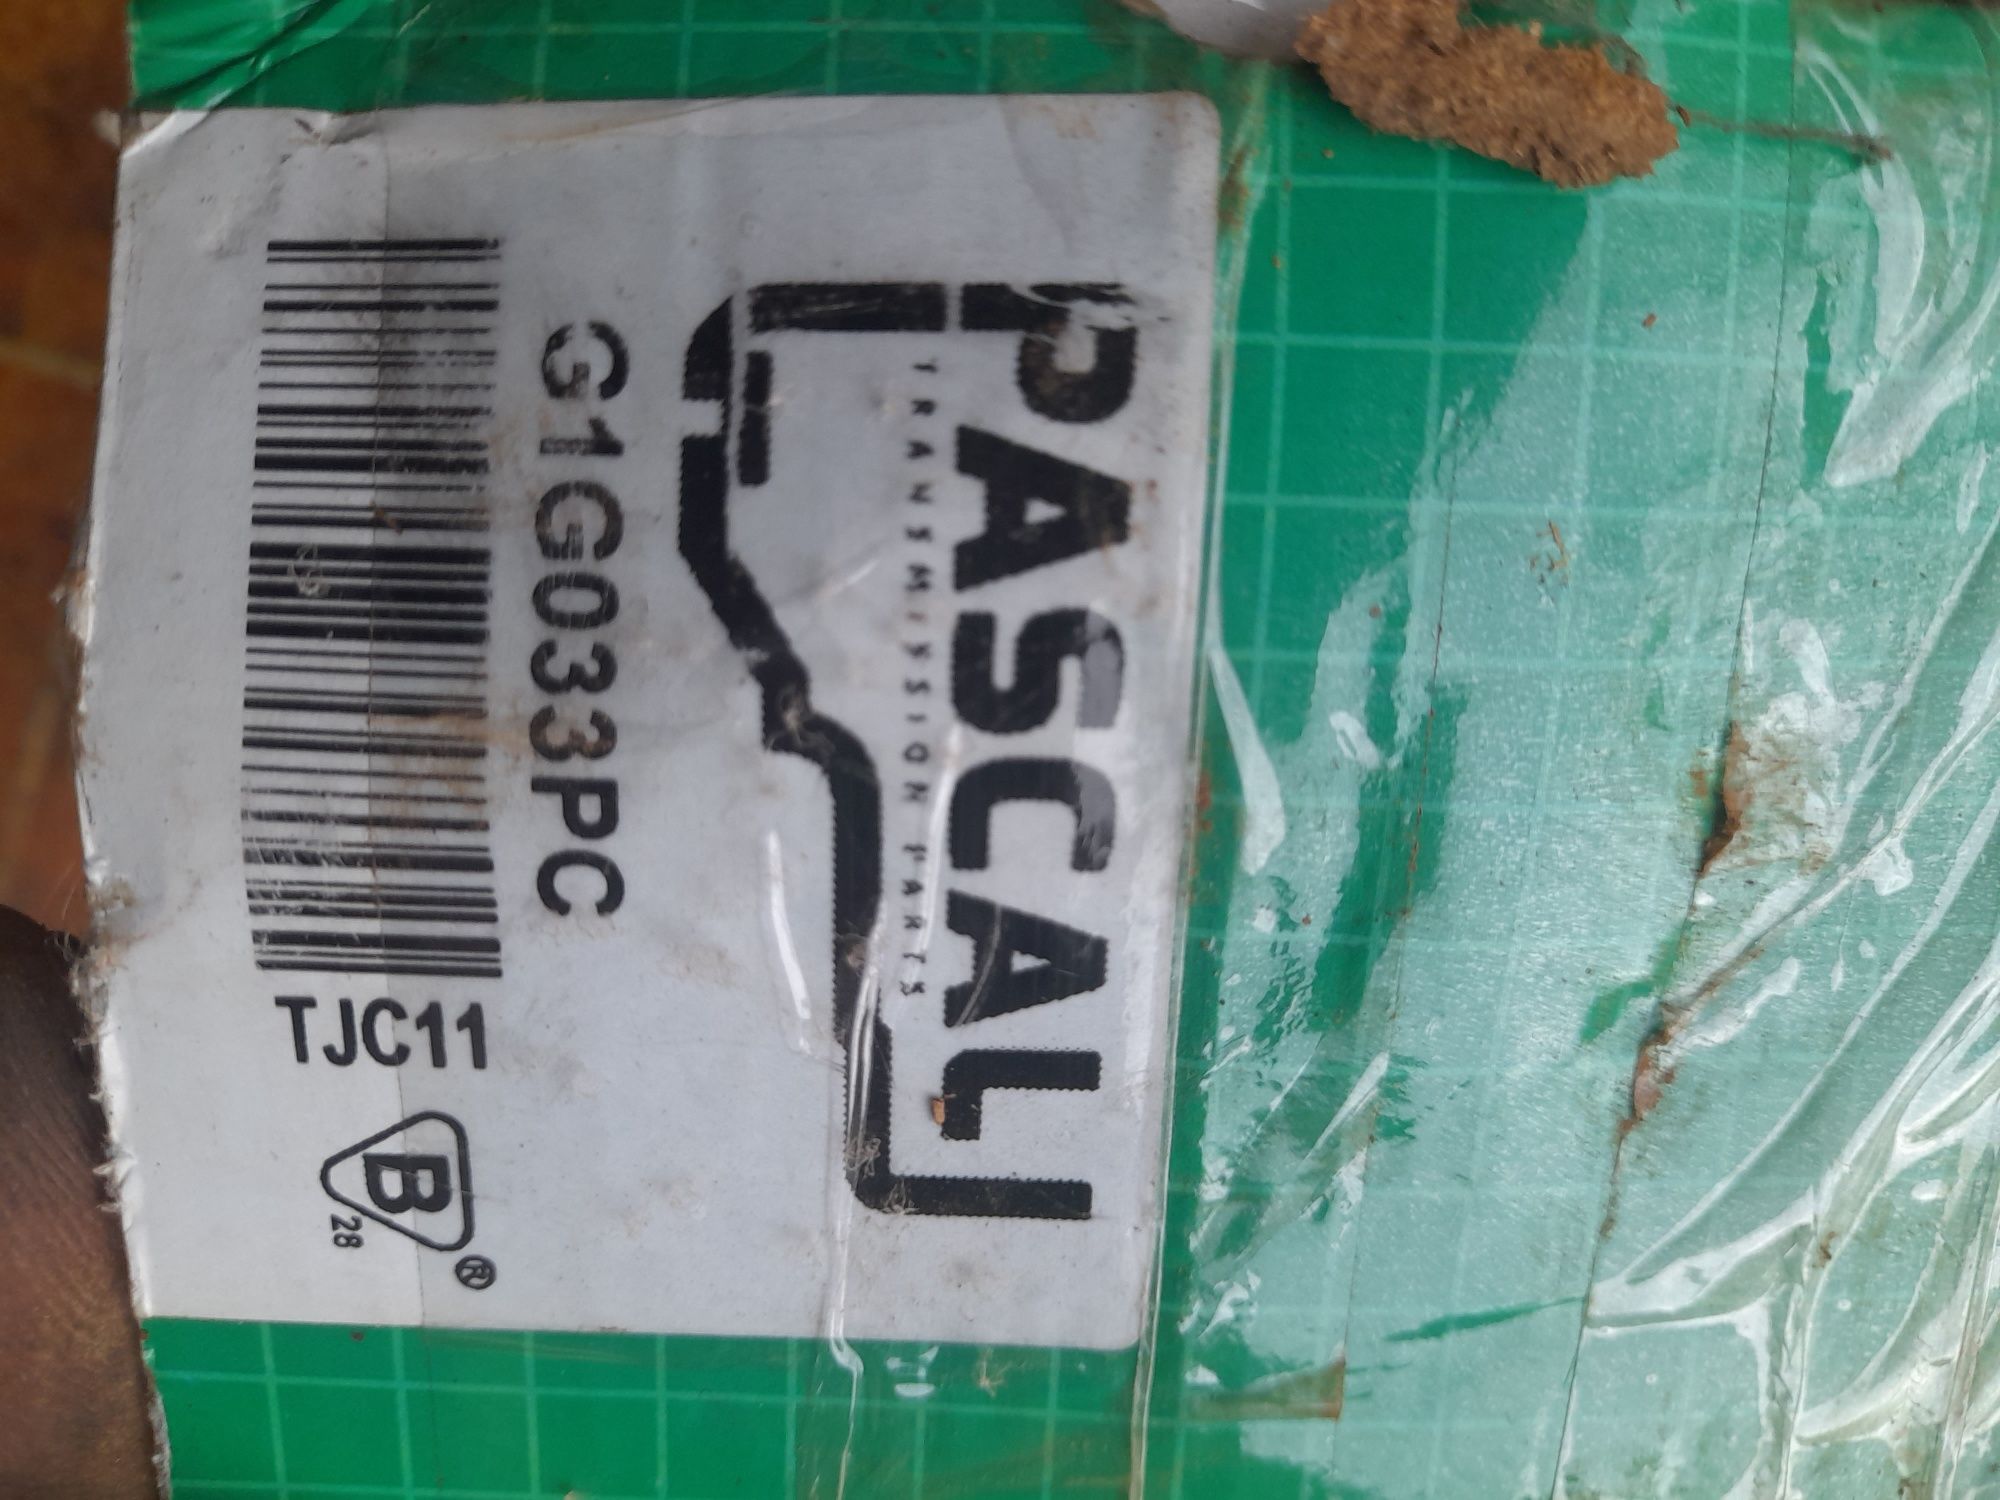 PASCAL
TRANSMISSION PARTS
G1G033PC
TJC11
B
28
®